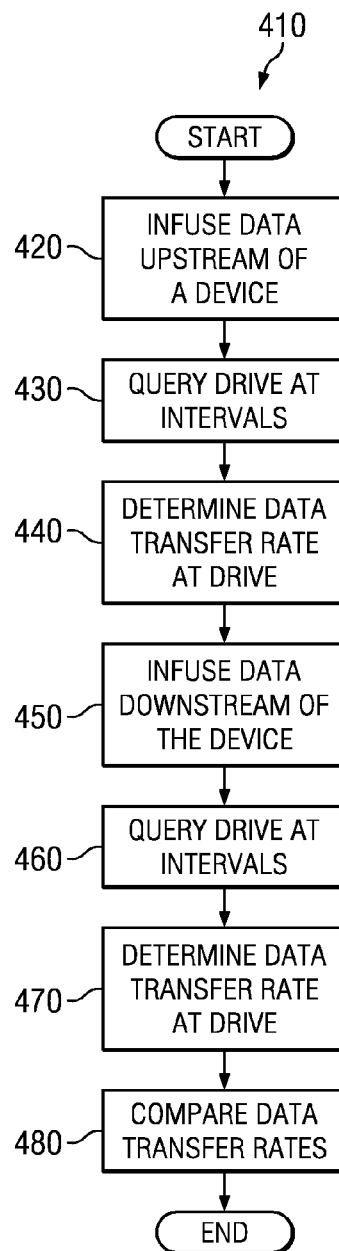 410
START
420
INFUSE DATA
UPSTREAM OF
A DEVICE
430
QUERY DRIVE AT
INTERVALS
440
DETERMINE DATA
TRANSFER RATE
AT DRIVE
450
INFUSE DATA
DOWNSTREAM OF
THE DEVICE
460
QUERY DRIVE AT
INTERVALS
470
DETERMINE DATA
TRANSFER RATE
AT DRIVE
480
COMPARE DATA
TRANSFER RATES
END